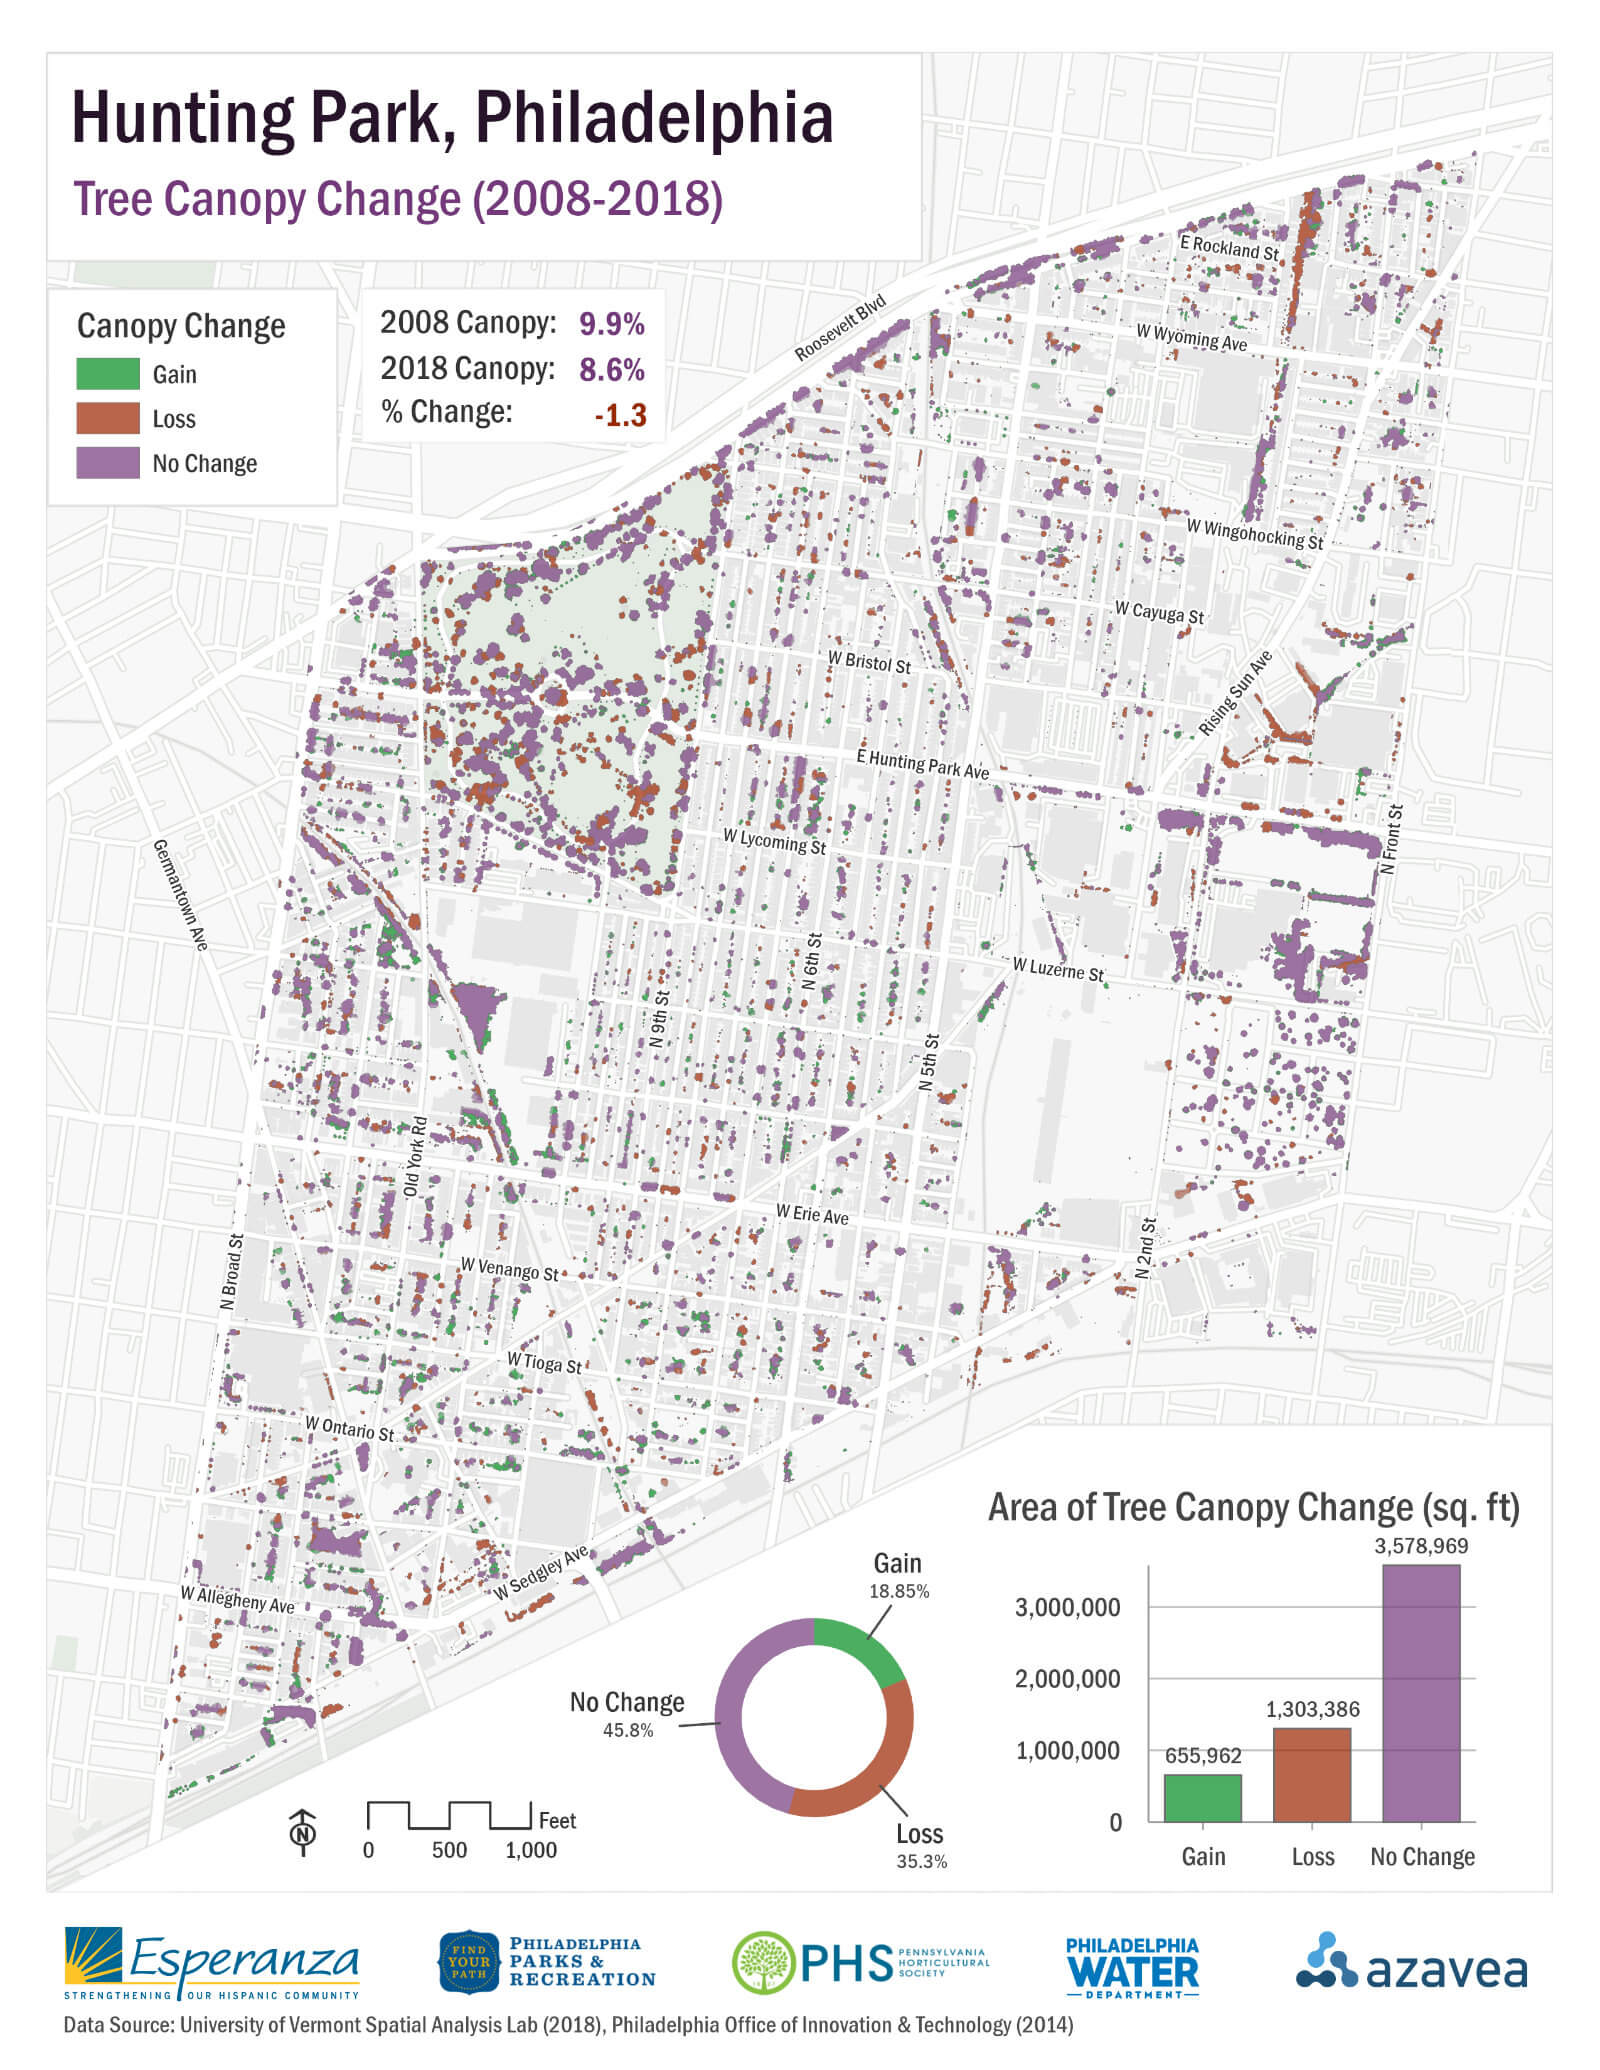 Hunting Park, Philadelphia
Tree Canopy Change (2008-2018)
Canopy Change
Gain
Loss
No Change
2008 Canopy: 9.9%
2018 Canopy: 8.6%
% Change: -1.3
E Rockland St
Roosevelt Blvd
W Wyoming Ave
W Wingohocking St
W Cayuga St
W Bristol St
Rising Sun Ave
E Hunting Park Ave
W Lycoming St
N Front St
Germantown Ave
N 6th St
W Luzerne St
N 9th St
N 5th St
Old York Rd
W Erie Ave
N 2nd St
N Broad St
W Venango St
W Tioga St
W Ontario St
W Sedgley Ave
W Allegheny Ave
Area of Tree Canopy Change (sq. ft)
3,578,969
3,000,000
2,000,000
1,303,386
1,000,000
655,962
0
Gain
Loss
No Change
Gain
18.85%
No Change
45.8%
Loss
35.3%
N
Feet
0 500 1,000
Esperanza
STRENGTHENING OUR HISPANIC COMMUNITY
FIND
YOUR
PATH
PHILADELPHIA
PARKS &
RECREATION
PHS
PENNSYLVANIA
HORTICULTURAL
SOCIETY
PHILADELPHIA
WATER
DEPARTMENT
azavea
Data Source: University of Vermont Spatial Analysis Lab (2018), Philadelphia Office of Innovation & Technology (2014)